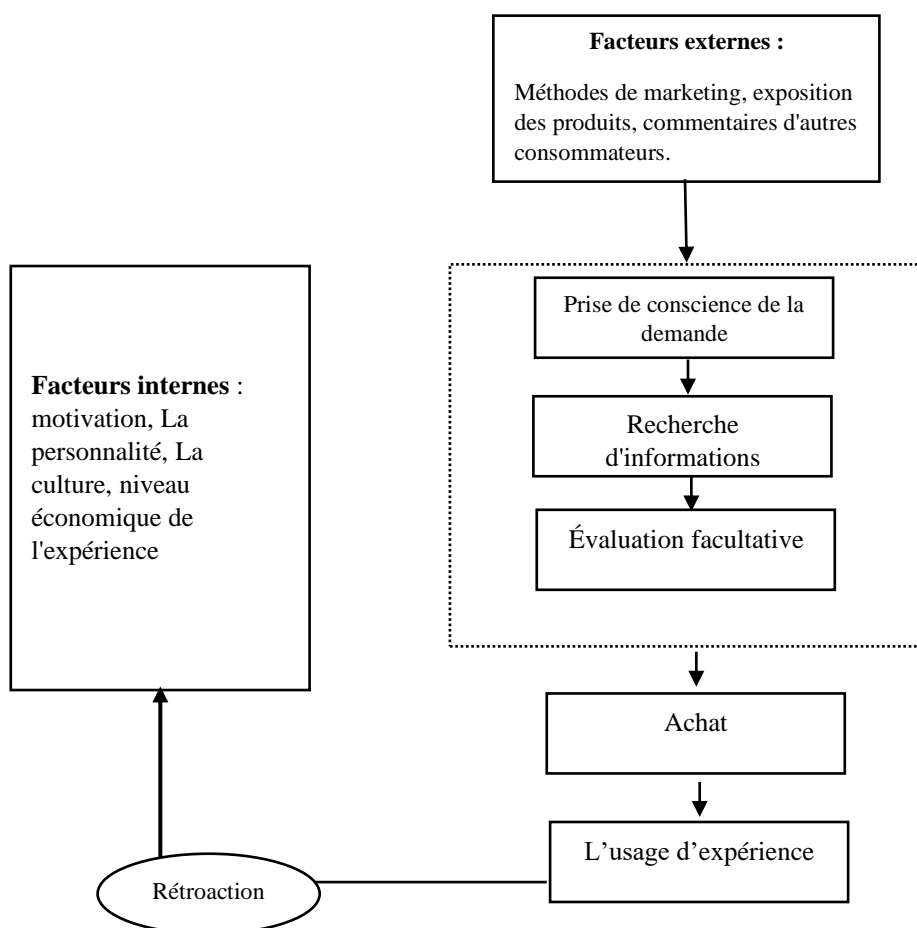 Facteurs externes :
Méthodes de marketing, exposition
des produits, commentaires d'autres
consommateurs.
Prise de conscience de la
demande
Recherche
d'informations
Évaluation facultative
Facteurs internes :
motivation, La
personnalité, La
culture, niveau
économique de
l'expérience
Achat
L’usage d’expérience
Rétroaction